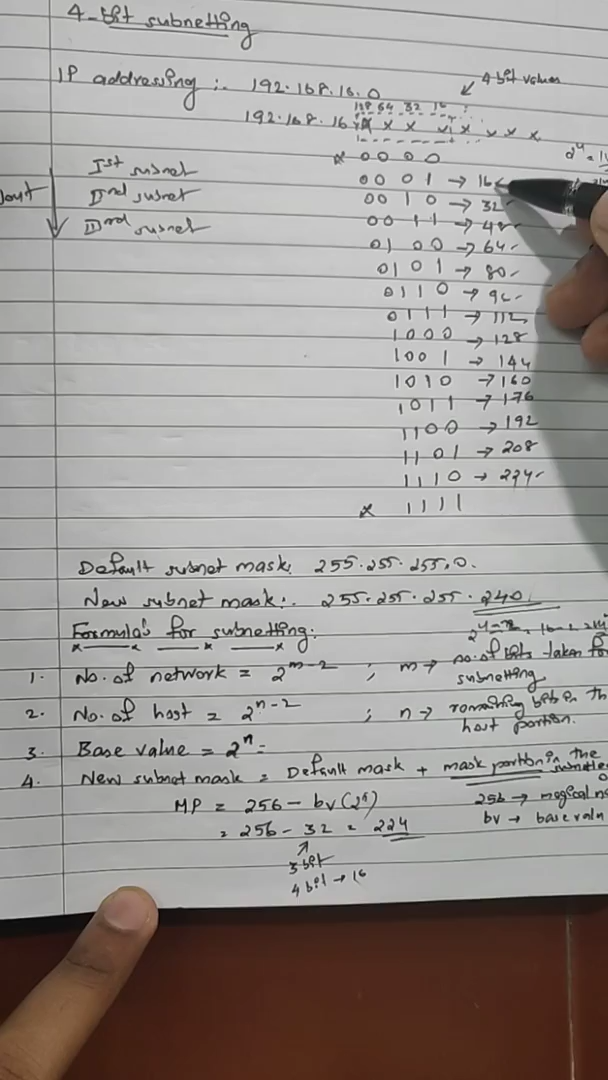 4-bit subnetting
IP addressing :- 192.168.16.0
4 bit values
128 64 32 16
192.168.16. x x x x x x x
x 0 0 0 0
Ist subnet 0 0 0 1 → 16
IInd subnet 0 0 1 0 → 32
IIIrd subnet 0 0 1 1 → 48
0 1 0 0 → 64
0 1 0 1 → 80
0 1 1 0 → 96
0 1 1 1 → 112
1 0 0 0 → 128
1 0 0 1 → 144
1 0 1 0 → 160
1 0 1 1 → 176
1 1 0 0 → 192
1 1 0 1 → 208
1 1 1 0 → 224
x 1 1 1 1
Default subnet mask: 255.255.255.0.
New subnet mask:. 255.255.255.240
Formula's for subnetting:
1. No. of network = 2^m-2 ; m → no. of bits taken for subnetting
2. No. of host = 2^n-2 ; n → remaining bits in the host portion.
3. Base value = 2^n =
4. New subnet mask = Default mask + mask portion in the
MP = 256 - bv(2^5) 256 → magical
= 256 - 32 = 224 bv → base
3 bit
4 bit → 16